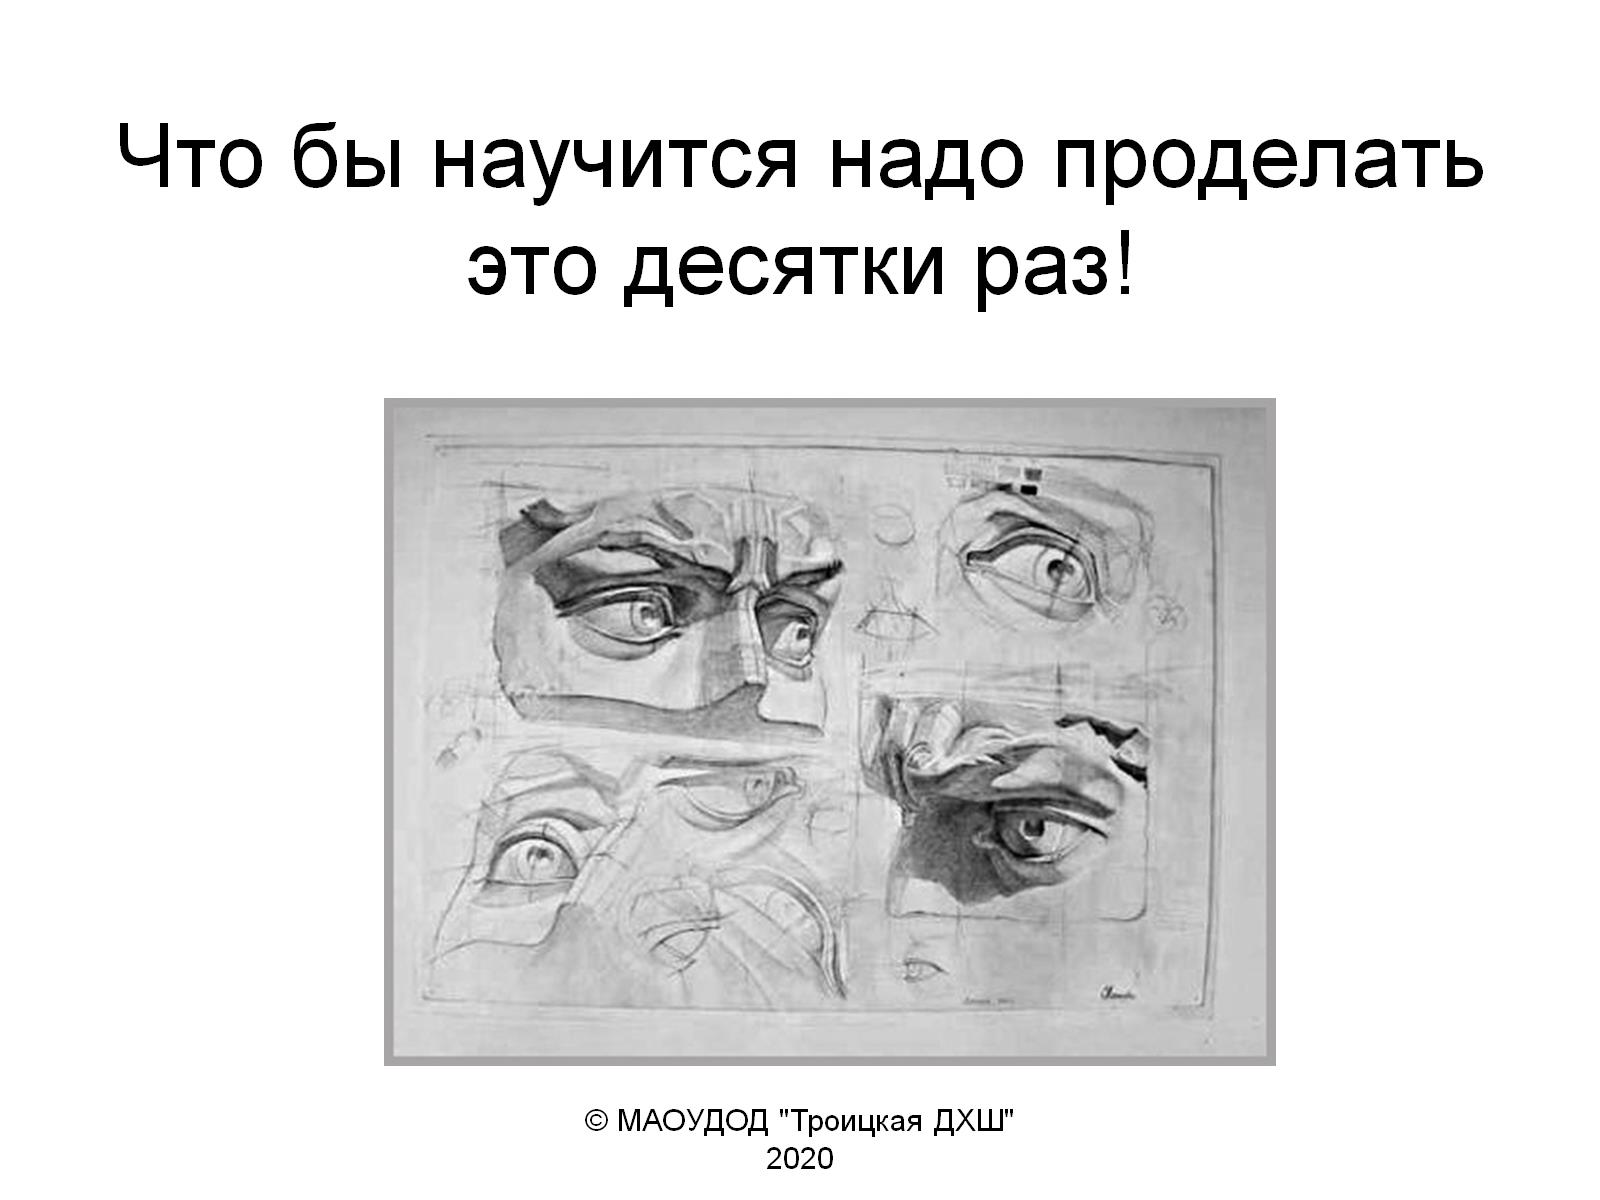 Что бы научится надо проделать
это десятки раз!
© МАОУДОД "Троицкая ДХШ"
2020